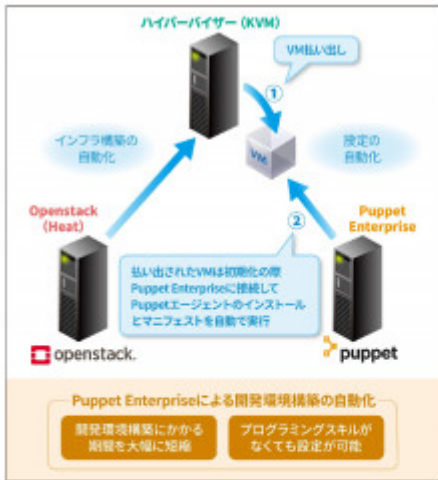 ハイパーバイザー（KVM）
VM払い出し
①
インフラ構築の
自動化
VM
設定の
自動化
Openstack
(Heat)
②
Puppet
Enterprise
払い出されたVMは初期化の際
Puppet Enterpriseに接続して
Puppetエージェントのインストール
とマニフェストを自動で実行
openstack.
puppet
Puppet Enterpriseによる開発環境構築の自動化
開発環境構築にかかる
期間を大幅に短縮
プログラミングスキルが
なくても設定が可能